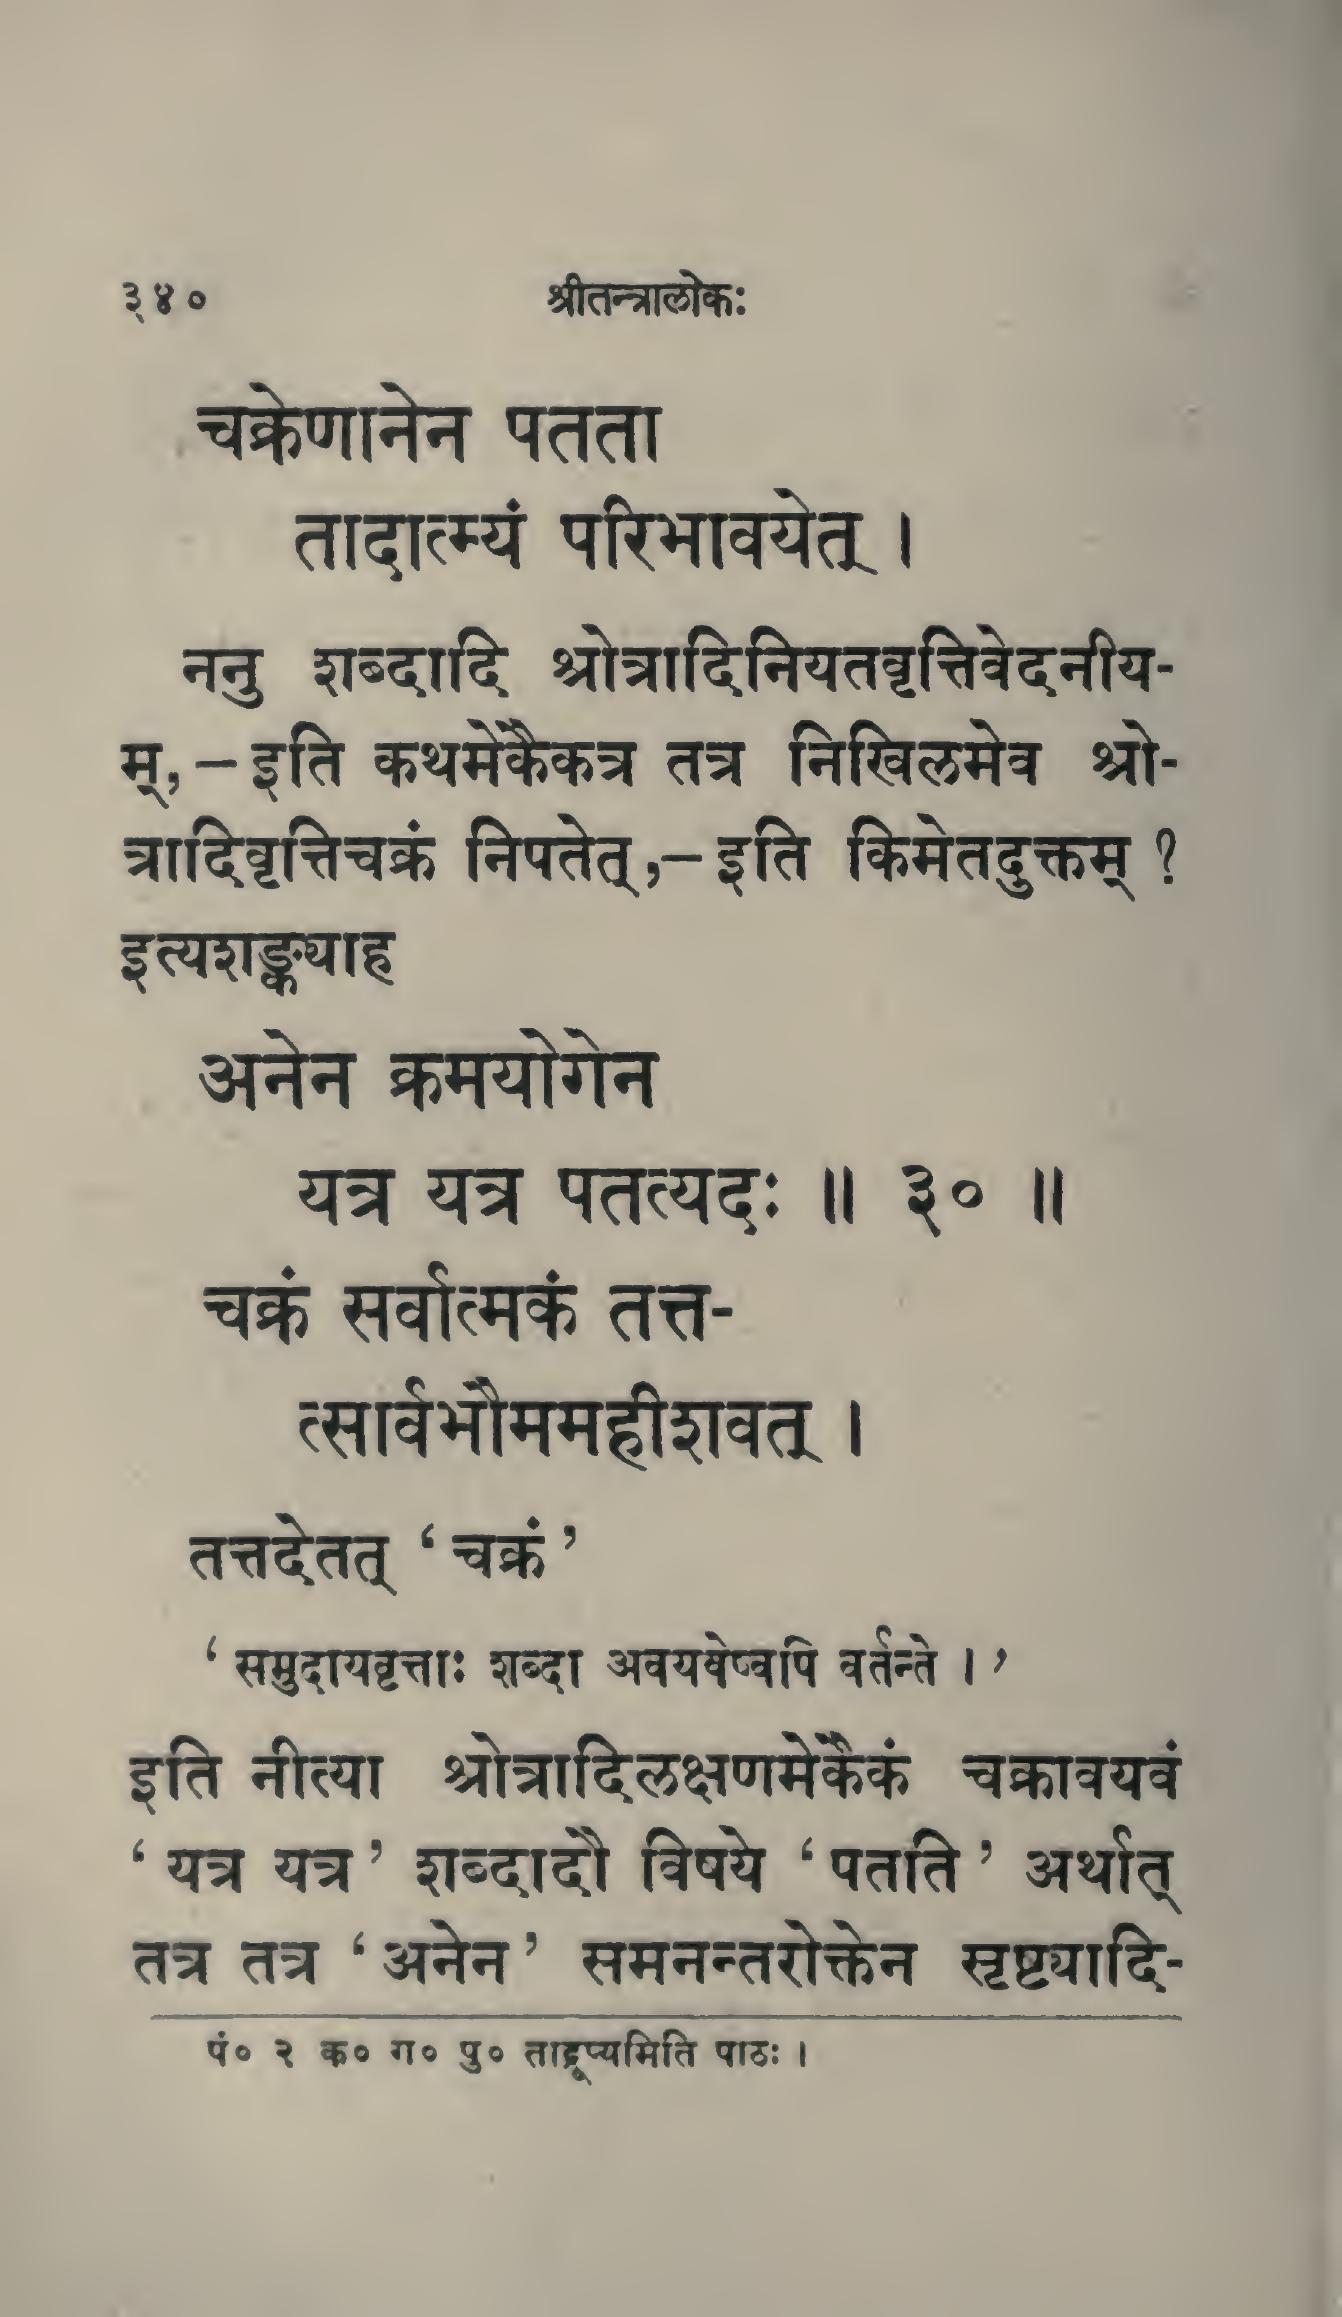 ३४० श्रीतन्त्रालोकः
चक्रेणानेन पतता
तादात्म्यं परिभावयेत् ।
ननु शब्दादि श्रोत्रादिनियतवृत्तिवेदनीय-
म्,–इति कथमेकैकत्र तत्र निखिलमेव श्रो-
त्रादिवृत्तिचक्रं निपतेत्,–इति किमेतदुक्तम् ?
इत्यशङ्क्याह
अनेन क्रमयोगेन
यत्र यत्र पतत्यदः ॥ ३० ॥
चक्रं सर्वात्मकं तत्त-
त्सार्वभौममहीशवत् ।
तत्तदेतत् ‘ चक्रं ’
‘ समुदायवृत्ताः शब्दा अवयवेष्वपि वर्तन्ते । ’
इति नीत्या श्रोत्रादिलक्षणमेकैकं चक्रावयवं
‘ यत्र यत्र ’ शब्दादौ विषये ‘ पतति ’ अर्थात्
तत्र तत्र ‘ अनेन ’ समनन्तरोक्तेन सृष्ट्यादि-
पं० २ क० ग० पु० ताद्रूप्यमिति पाठः ।